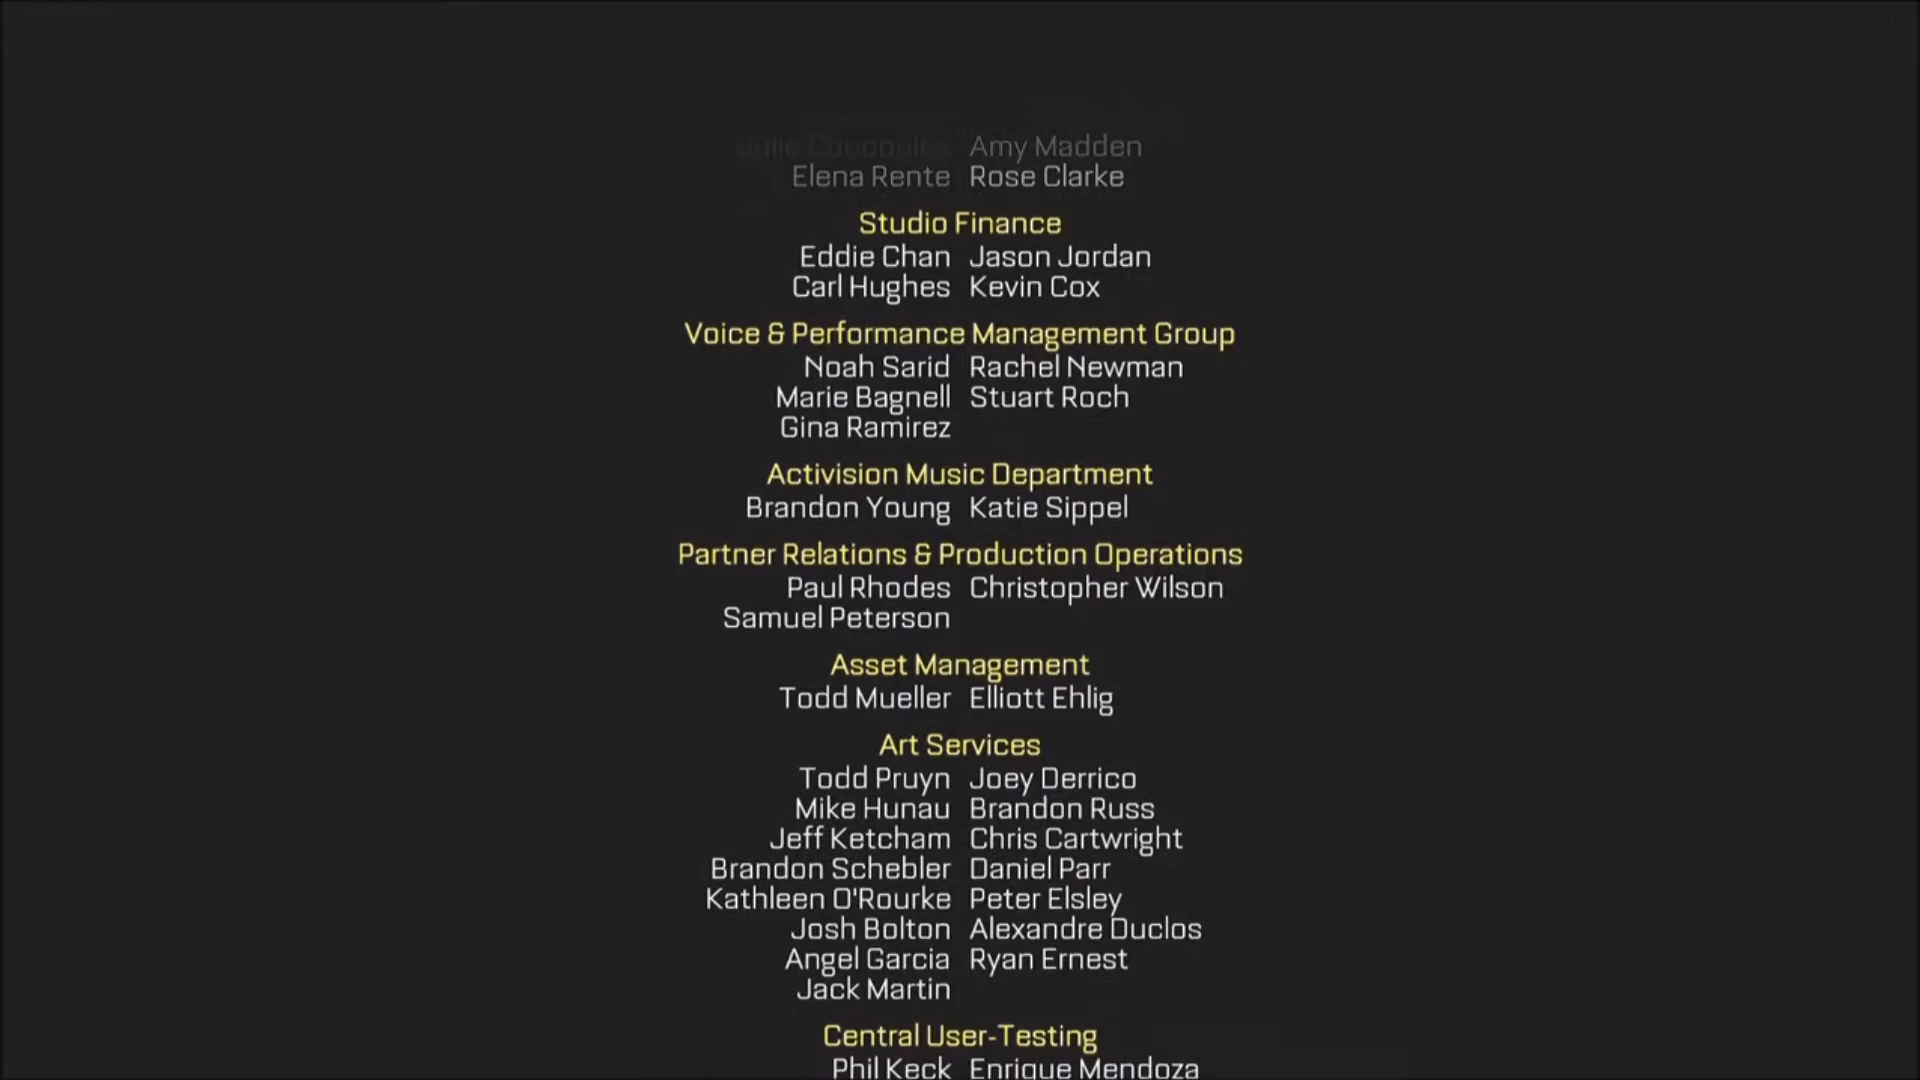 Amy Madden
Elena Rente Rose Clarke
Studio Finance
Eddie Chan Jason Jordan
Carl Hughes Kevin Cox
Voice & Performance Management Group
Noah Sarid Rachel Newman
Marie Bagnell Stuart Roch
Gina Ramirez
Activision Music Department
Brandon Young Katie Sippel
Partner Relations & Production Operations
Paul Rhodes Christopher Wilson
Samuel Peterson
Asset Management
Todd Mueller Elliott Ehlig
Art Services
Todd Pruyn Joey Derrico
Mike Hunau Brandon Russ
Jeff Ketcham Chris Cartwright
Brandon Schebler Daniel Parr
Kathleen O'Rourke Peter Elsley
Josh Bolton Alexandre Duclos
Angel Garcia Ryan Ernest
Jack Martin
Central User-Testing
Phil Keck Enrique Mendoza